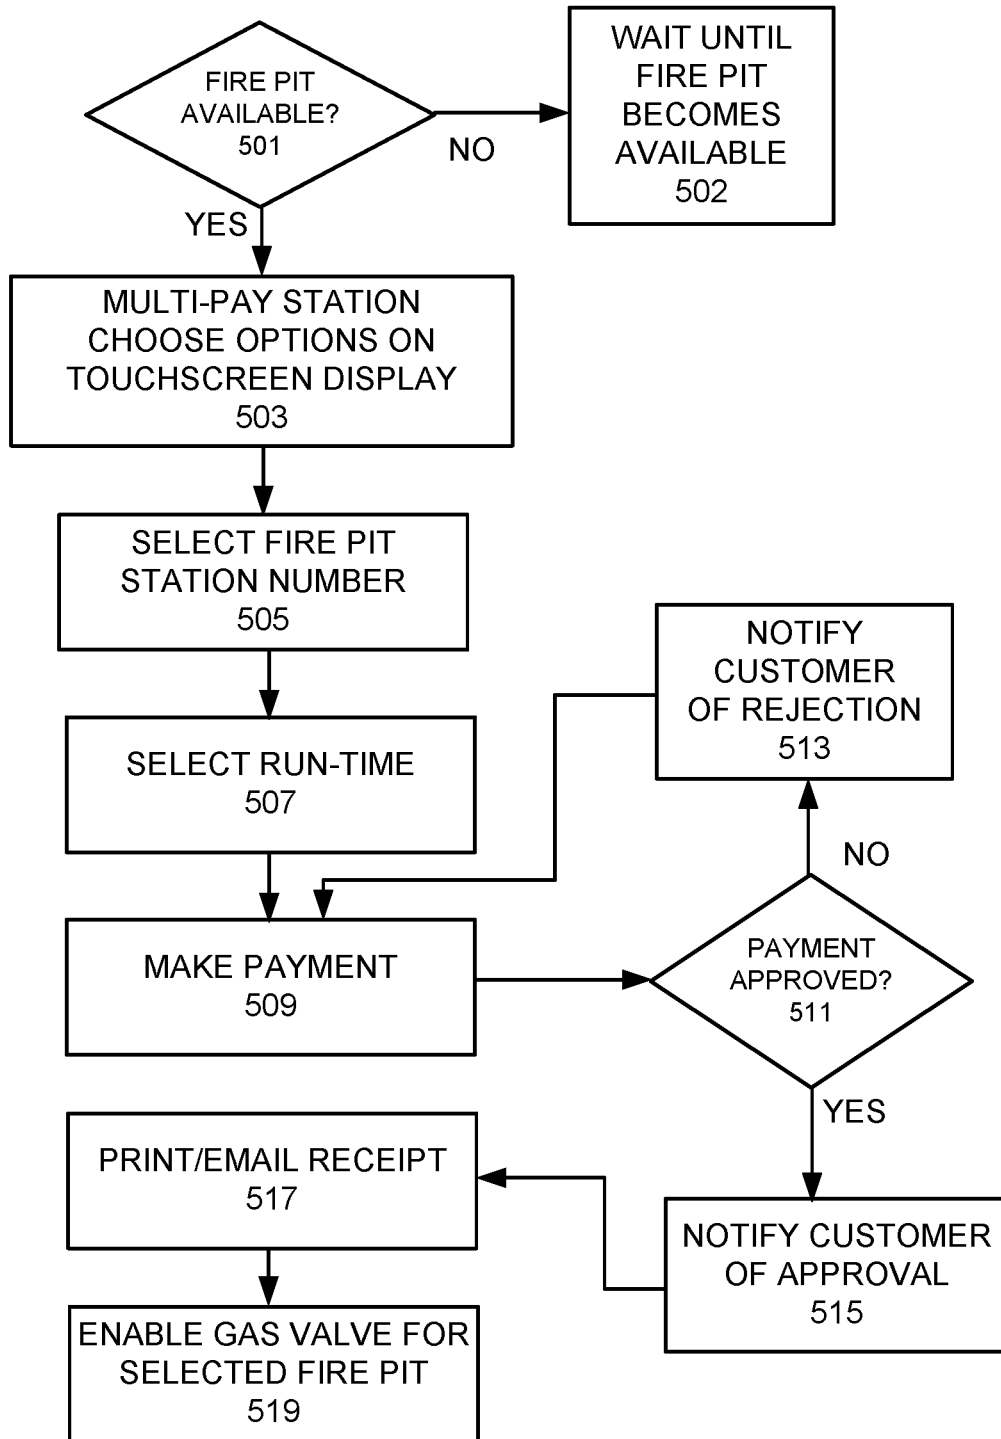 FIRE PIT
AVAILABLE?
501
NO
YES
WAIT UNTIL
FIRE PIT
BECOMES
AVAILABLE
502
MULTI-PAY STATION
CHOOSE OPTIONS ON
TOUCHSCREEN DISPLAY
503
SELECT FIRE PIT
STATION NUMBER
505
SELECT RUN-TIME
507
MAKE PAYMENT
509
NOTIFY
CUSTOMER
OF REJECTION
513
NO
PAYMENT
APPROVED?
511
YES
NOTIFY CUSTOMER
OF APPROVAL
515
PRINT/EMAIL RECEIPT
517
ENABLE GAS VALVE FOR
SELECTED FIRE PIT
519